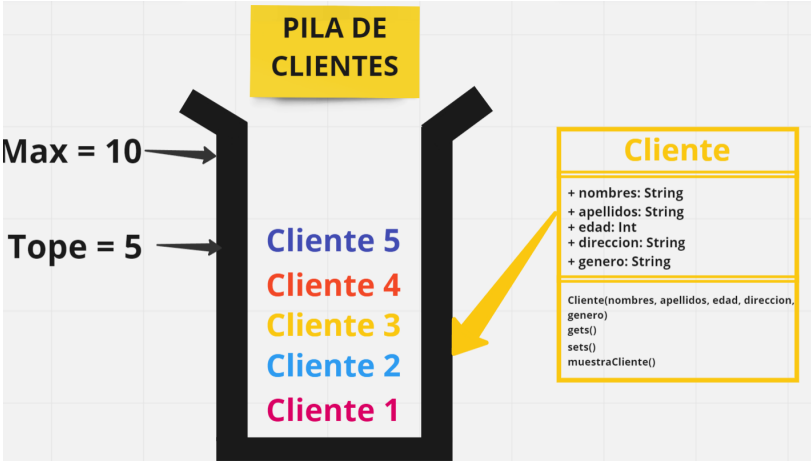 PILA DE
CLIENTES
Max = 10
Tope = 5
Cliente 5
Cliente 4
Cliente 3
Cliente 2
Cliente 1
Cliente
+ nombres: String
+ apellidos: String
+ edad: Int
+ direccion: String
+ genero: String
Cliente(nombres, apellidos, edad, direccion,
genero)
gets()
sets()
muestraCliente()